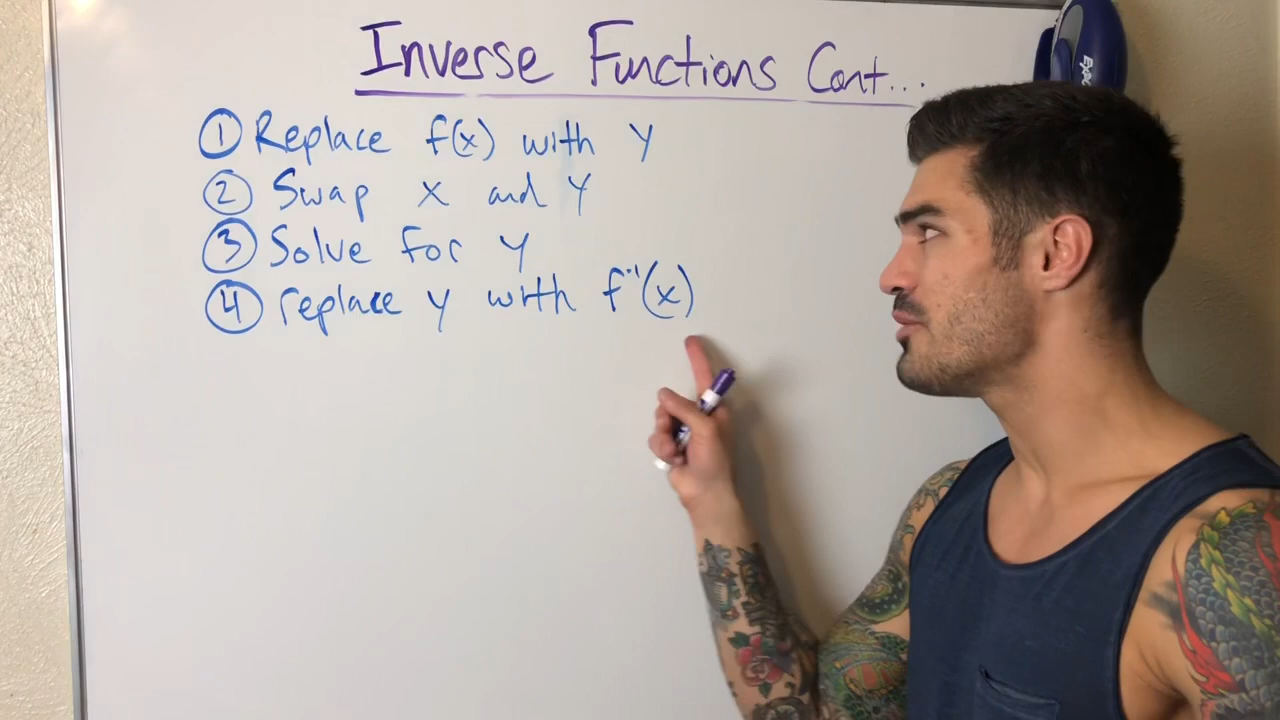 Inverse Functions Cont...
① Replace f(x) with y
② Swap x and y
③ Solve for y
④ replace y with f⁻¹(x)